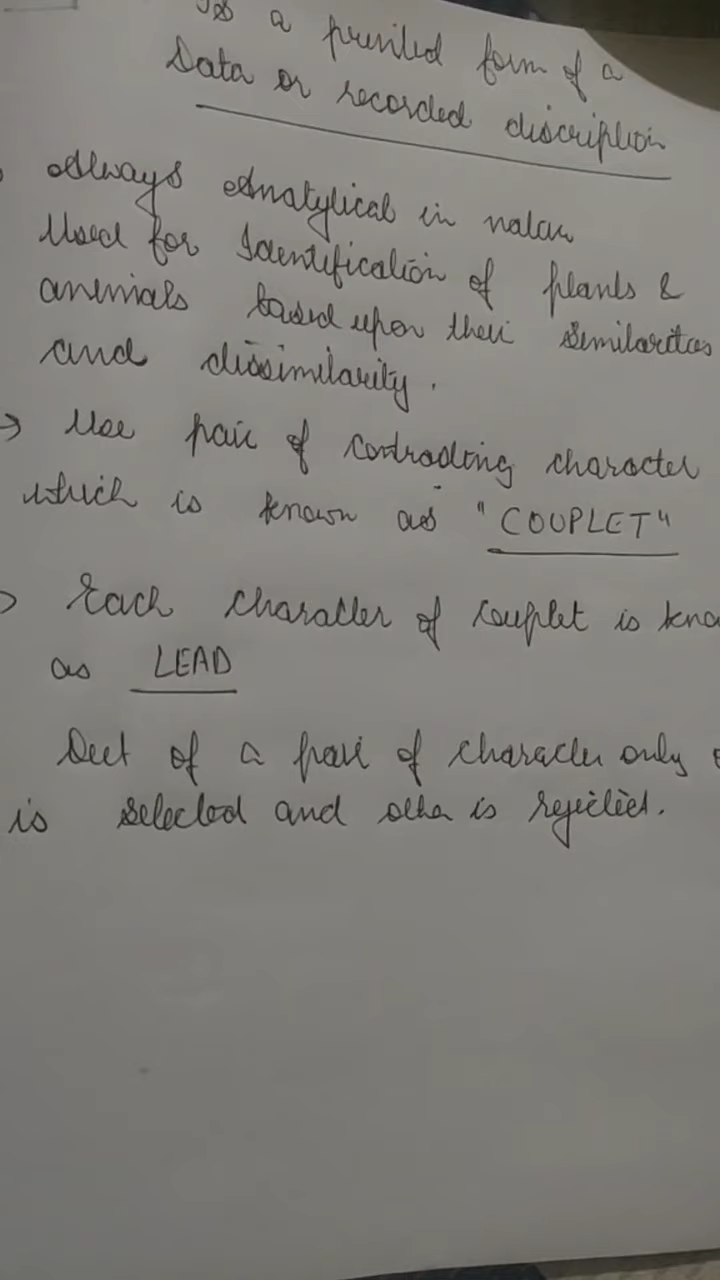 Is a printed form of a
Data or recorded discription
Always Analylical in natur
Used for Identification of plants &
animals based upon their Similarities
and dissimilarity.
→ Use pair of contrasting character
which is known as "COUPLET"
Each character of couplet is kno
as LEAD
Out of a pair of character only
is selected and other is rejected.